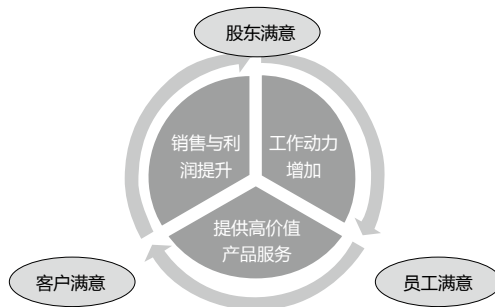 股东满意
销售与利
润提升
工作动力
增加
提供高价值
产品服务
客户满意
员工满意